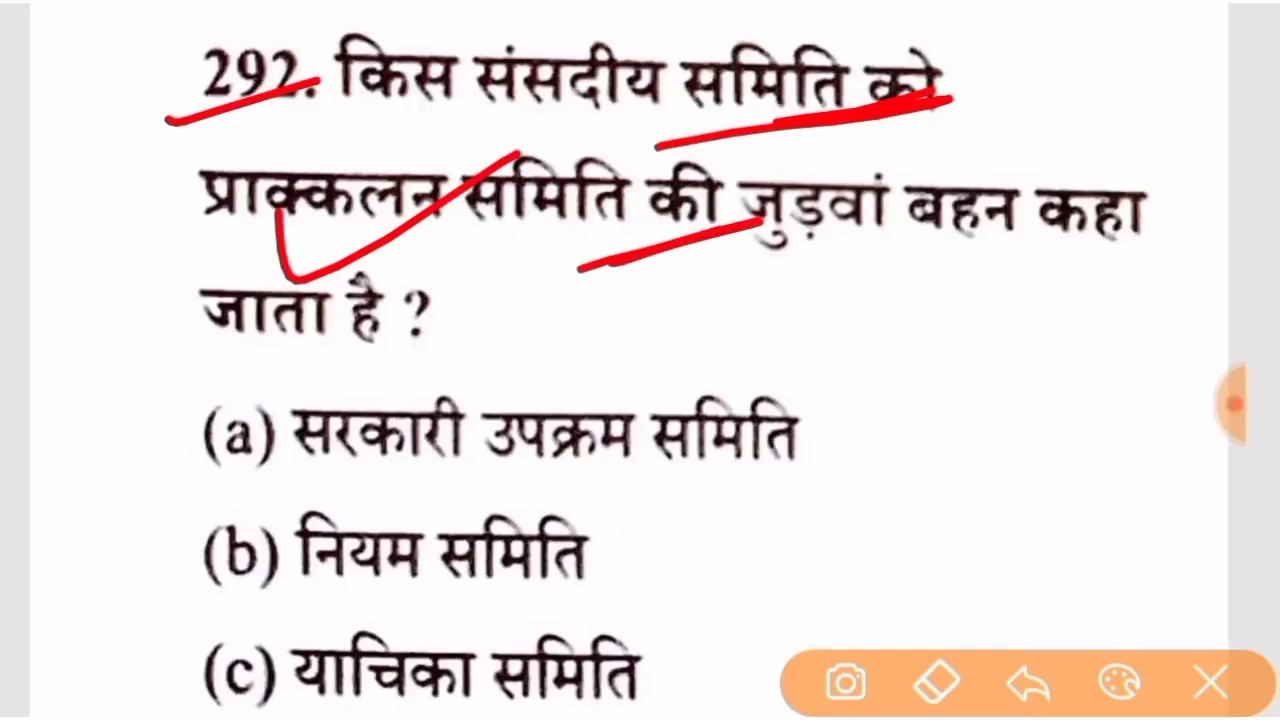 292. किस संसदीय समिति को
प्राक्कलन समिति की जुड़वां बहन कहा
जाता है ?
(a) सरकारी उपक्रम समिति
(b) नियम समिति
(c) याचिका समिति